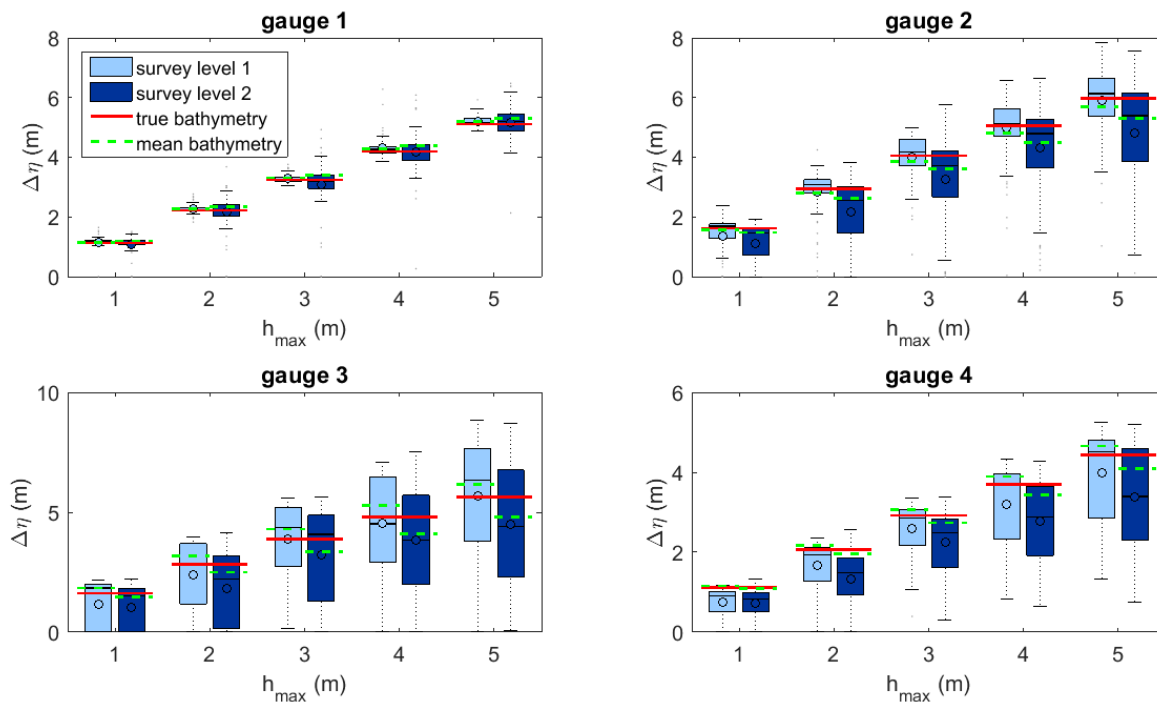 gauge 1
8
6
4
2
0
Δη (m)
survey level 1
survey level 2
true bathymetry
mean bathymetry
1 2 3 4 5
h_max (m)
gauge 2
8
6
4
2
0
Δη (m)
1 2 3 4 5
h_max (m)
gauge 3
10
5
0
Δη (m)
1 2 3 4 5
h_max (m)
gauge 4
6
4
2
0
Δη (m)
1 2 3 4 5
h_max (m)